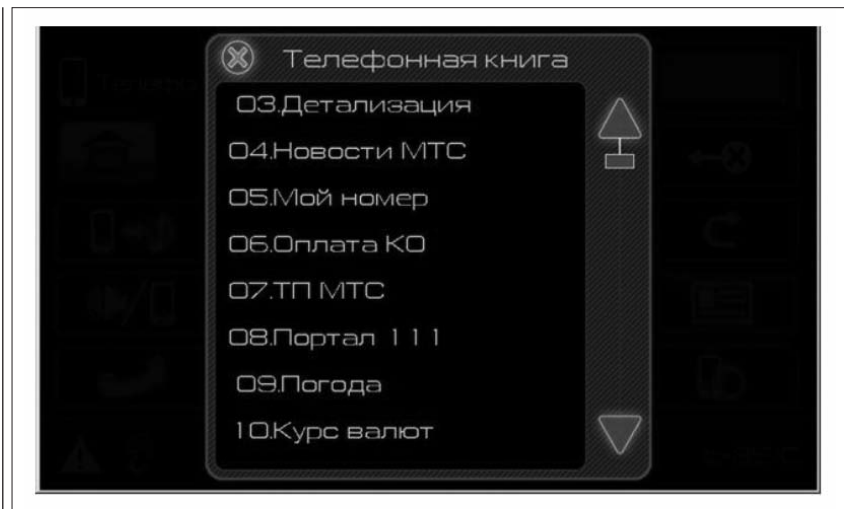 Телефонная книга
03.Детализация
04.Новости МТС
05.Мой номер
06.Оплата КО
07.ТП МТС
08.Портал 111
09.Погода
10.Курс валют